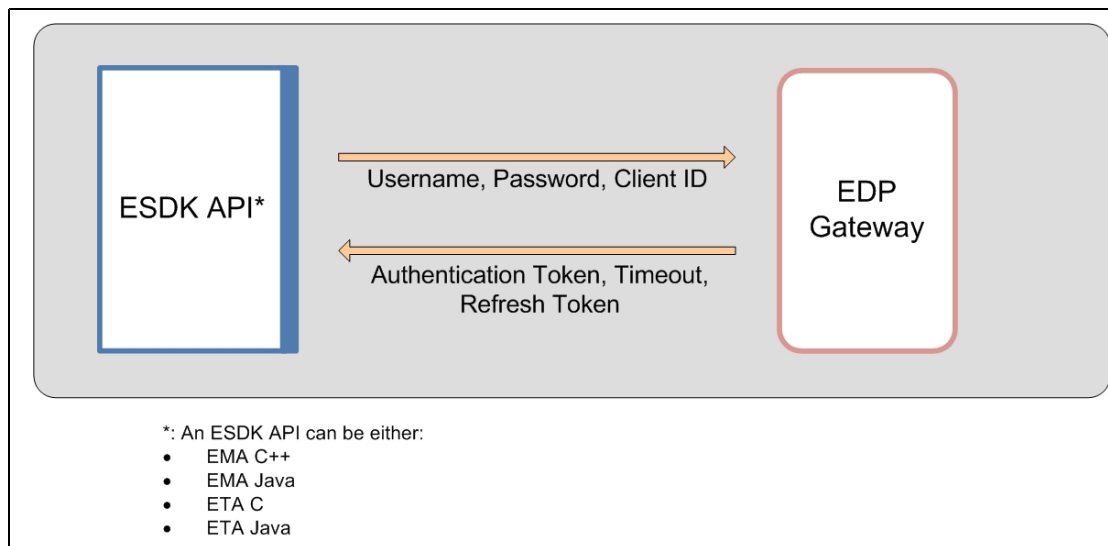 ESDK API*
Username, Password, Client ID
Authentication Token, Timeout,
Refresh Token
EDP
Gateway
*: An ESDK API can be either:
• EMA C++
• EMA Java
• ETA C
• ETA Java